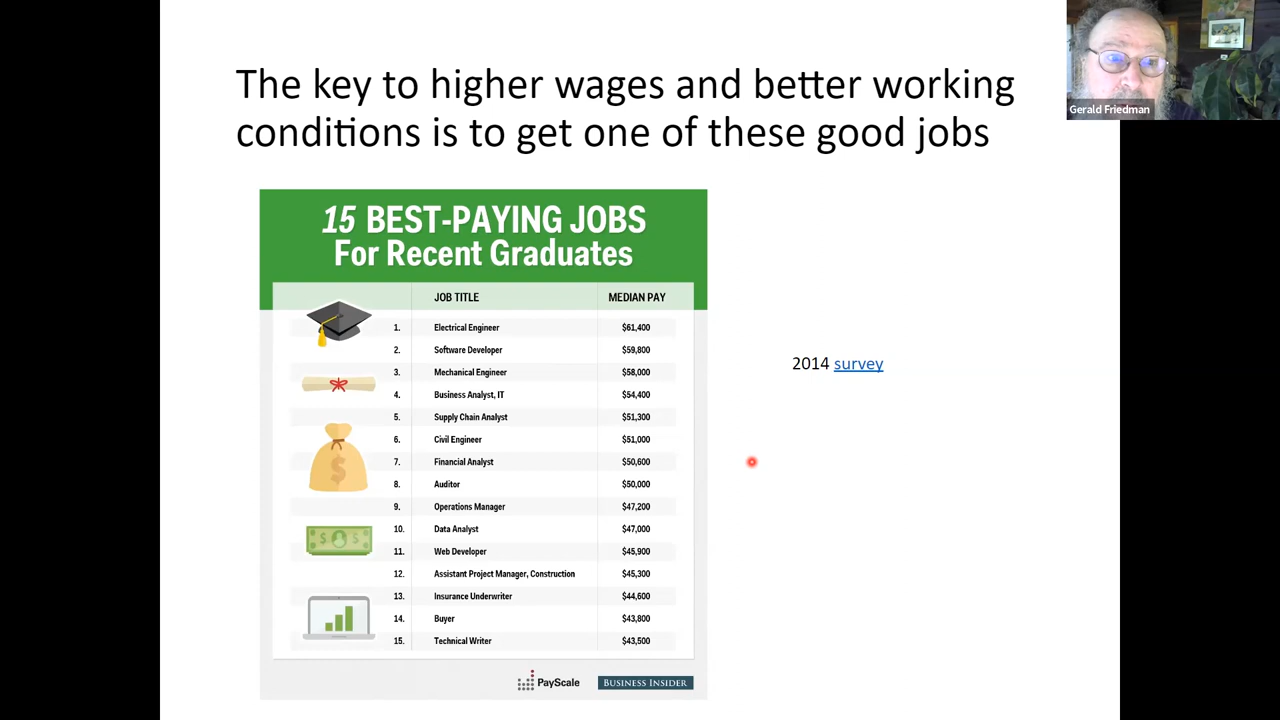 The key to higher wages and better working
conditions is to get one of these good jobs
Gerald Friedman
15 BEST-PAYING JOBS
For Recent Graduates
JOB TITLE MEDIAN PAY
1. Electrical Engineer $61,400
2. Software Developer $59,800
3. Mechanical Engineer $58,000
4. Business Analyst, IT $54,400
5. Supply Chain Analyst $51,300
6. Civil Engineer $51,000
7. Financial Analyst $50,600
8. Auditor $50,000
9. Operations Manager $47,200
10. Data Analyst $47,000
11. Web Developer $45,900
12. Assistant Project Manager, Construction $45,300
13. Insurance Underwriter $44,600
14. Buyer $43,800
15. Technical Writer $43,500
PayScale BUSINESS INSIDER
2014 survey